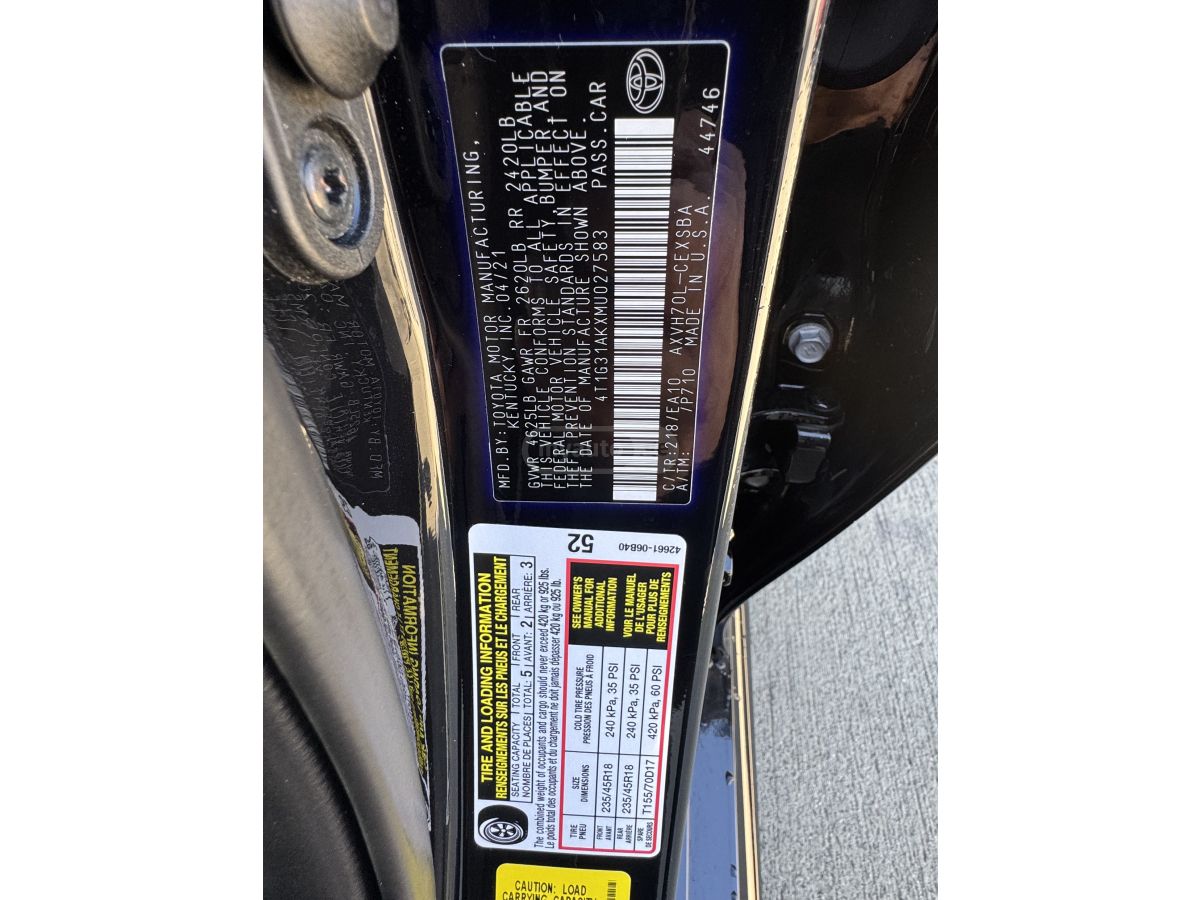 MFD.BY:TOYOTA MOTOR MANUFACTURING,
KENTUCKY, INC. 04/21
GVWR 4625LB GAWR FR 2620LB RR 2420LB
THIS VEHICLE CONFORMS TO ALL APPLICABLE
FEDERAL MOTOR VEHICLE SAFETY, BUMPER AND
THEFT PREVENTION STANDARDS IN EFFECT ON
THE DATE OF MANUFACTURE SHOWN ABOVE.
4T1G31AKXMU027583 PASS.CAR
C/TR:218/EA10 AXVH70L-CEXSBA 44746
A/TM: /P710 MADE IN U.S.A.
TIRE AND LOADING INFORMATION
RENSEIGNEMENTS SUR LES PNEUS ET LE CHARGEMENT
SEATING CAPACITY TOTAL FRONT REAR
NOMBRE DE PLACES TOTAL: 5 AVANT: 2 ARRIÈRE: 3
The combined weight of occupants and cargo should never exceed 420 kg or 925 lbs.
Le poids total des occupants et du chargement ne doit jamais dépasser 420 kg ou 925 lb.
TIRE SIZE COLD TIRE PRESSURE
PNEU DIMENSIONS PRESSION DES PNEUS À FROID
FRONT
AVANT 235/45R18 240 kPa, 35 PSI
REAR
ARRIÈRE 235/45R18 240 kPa, 35 PSI
SPARE
DE SECOURS T155/70D17 420 kPa, 60 PSI
SEE OWNER'S
MANUAL FOR
ADDITIONAL
INFORMATION
VOIR LE MANUEL
DE L'USAGER
POUR PLUS DE
RENSEIGNEMENTS
52
42661-06B40
CAUTION: LOAD
CARRYING CAPACITY